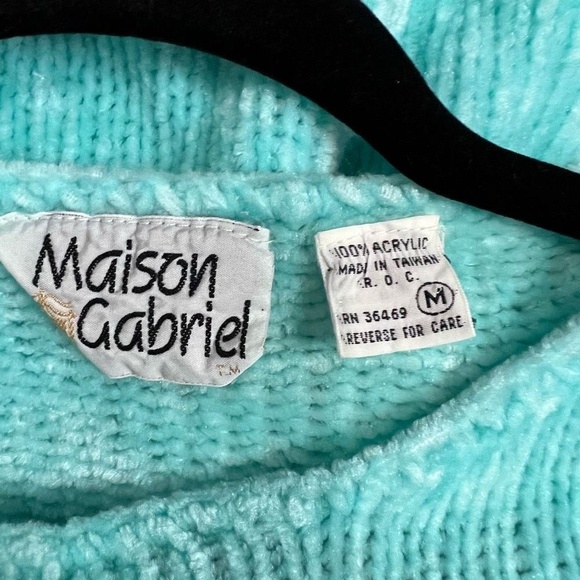 Maison
Gabriel
TM
100% ACRYLIC
MADE IN TAIWAN
R. O. C.
M
RN 36469
REVERSE FOR CARE